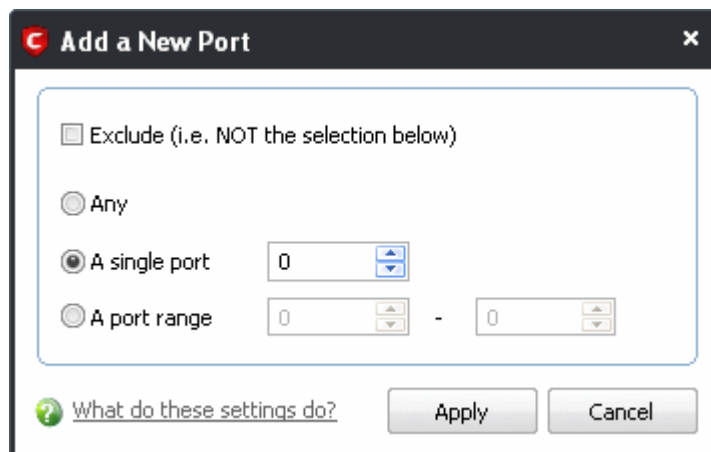 Add a New Port
Exclude (i.e. NOT the selection below)
Any
A single port 0
A port range 0 - 0
What do these settings do? Apply Cancel